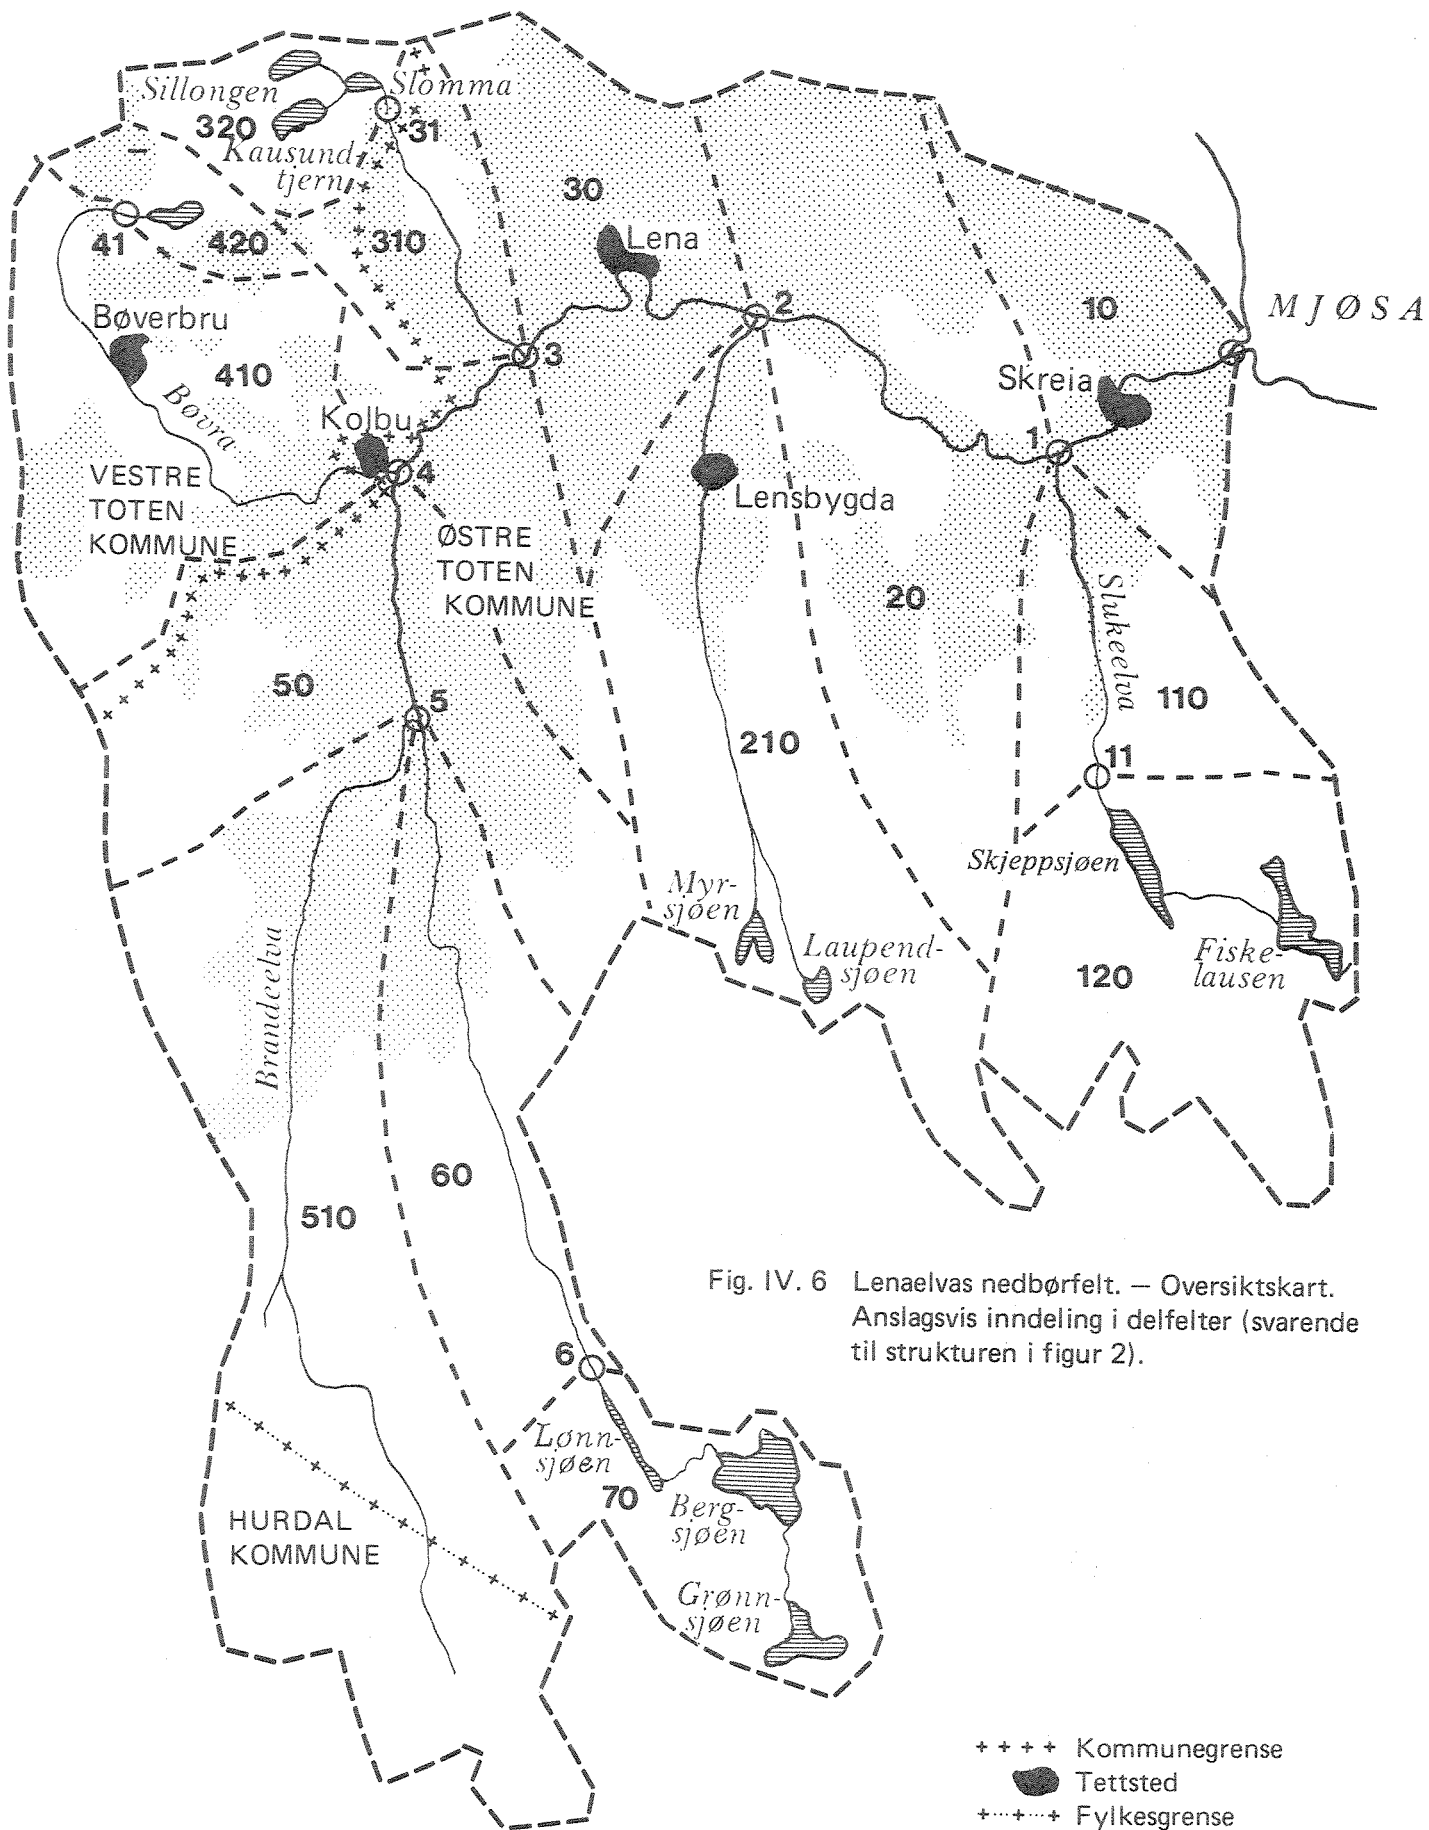 Sillongen
320
Kausund-
tjern
Slomma
31
30
41
420
310
Lena
2
10
MJØSA
Bøverbru
410
Bøvra
3
Skreia
Kolbu
4
1
VESTRE
TOTEN
KOMMUNE
Lensbygda
ØSTRE
TOTEN
KOMMUNE
20
Slukeelva
50
5
110
210
11
Skjeppsjøen
Myr-
sjøen
Laupend-
sjøen
Fiske-
lausen
120
Brandeelva
60
510
Fig. IV. 6 Lenaelvas nedbørfelt. — Oversiktskart.
Anslagsvis inndeling i delfelter (svarende
til strukturen i figur 2).
6
Lønn-
sjøen
70
Berg-
sjøen
HURDAL
KOMMUNE
Grønn-
sjøen
++++ Kommunegrense
Tettsted
+···+···+ Fylkesgrense